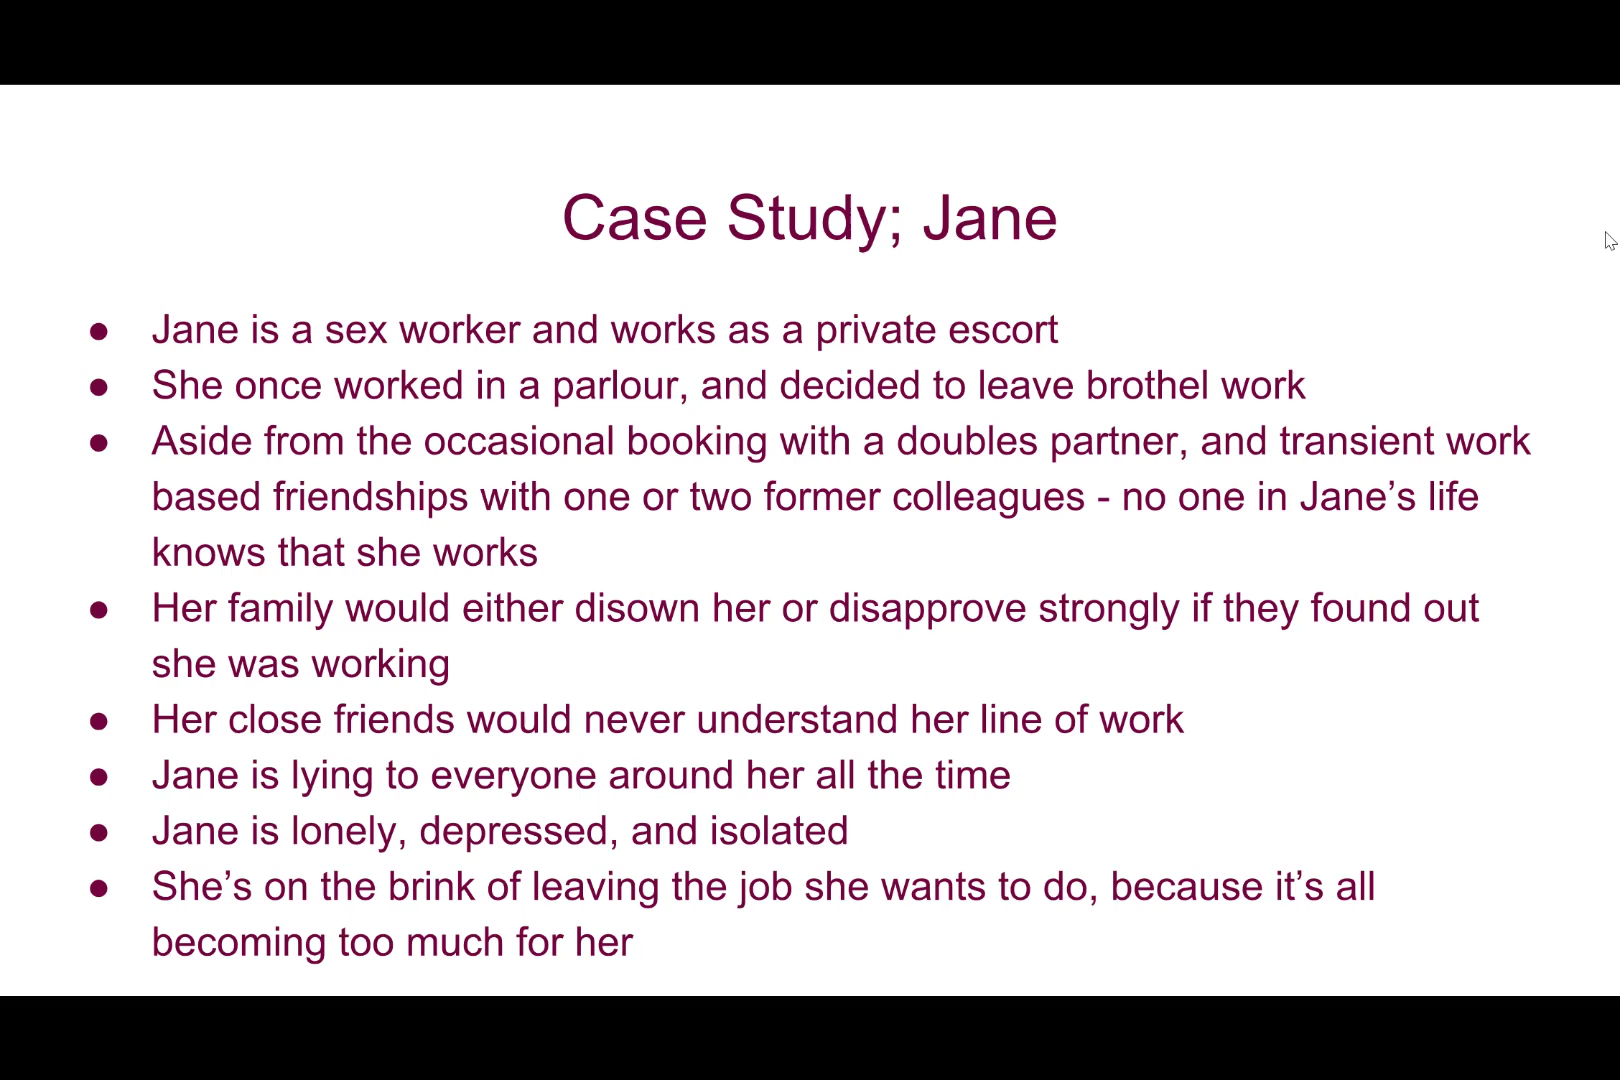 Case Study; Jane
● Jane is a sex worker and works as a private escort
● She once worked in a parlour, and decided to leave brothel work
● Aside from the occasional booking with a doubles partner, and transient work
based friendships with one or two former colleagues - no one in Jane’s life
knows that she works
● Her family would either disown her or disapprove strongly if they found out
she was working
● Her close friends would never understand her line of work
● Jane is lying to everyone around her all the time
● Jane is lonely, depressed, and isolated
● She’s on the brink of leaving the job she wants to do, because it’s all
becoming too much for her